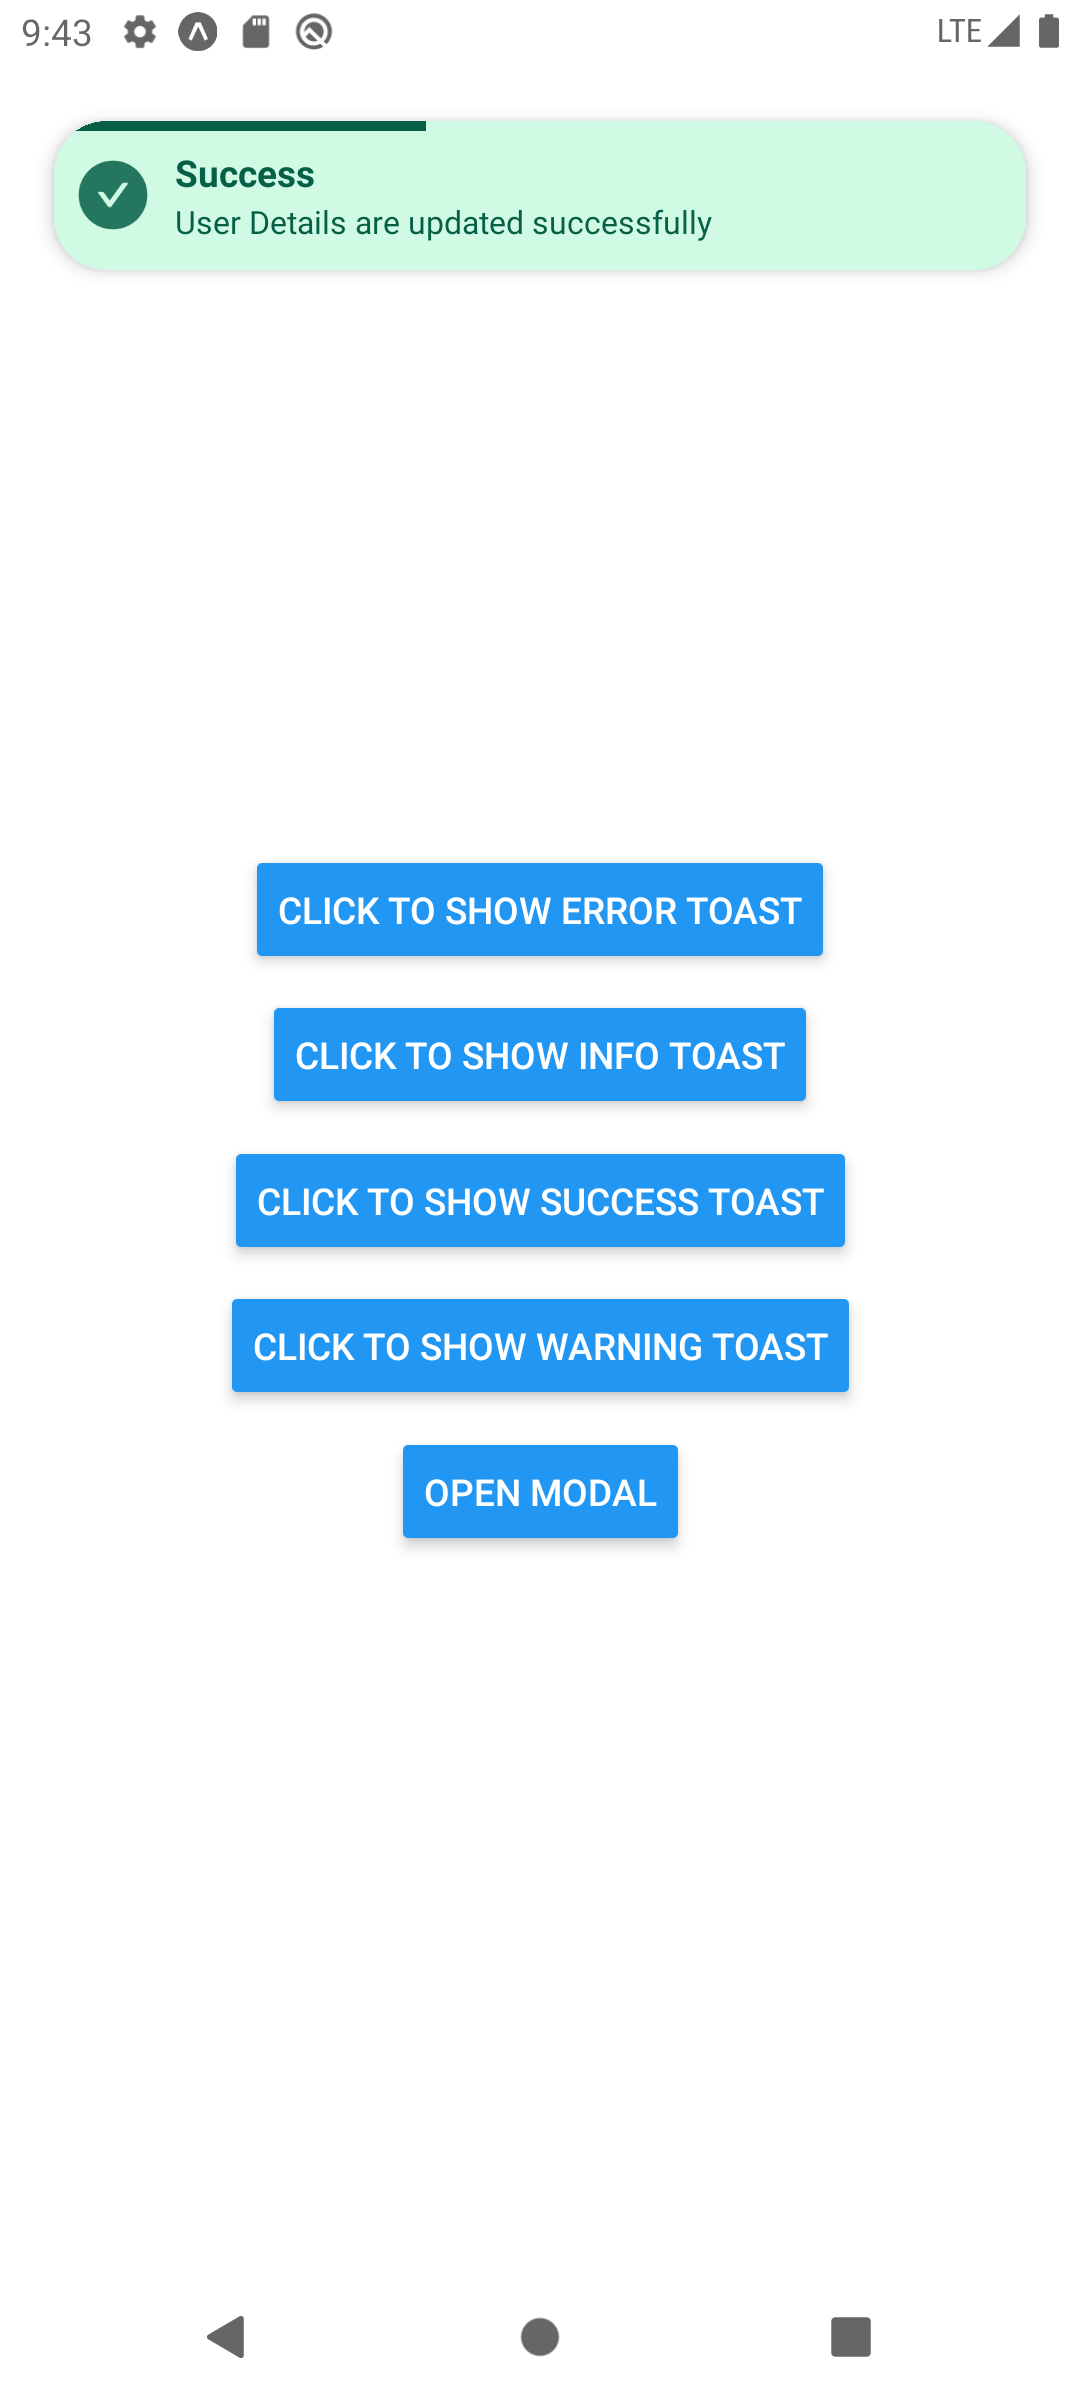 9:43
LTE
Success
User Details are updated successfully
CLICK TO SHOW ERROR TOAST
CLICK TO SHOW INFO TOAST
CLICK TO SHOW SUCCESS TOAST
CLICK TO SHOW WARNING TOAST
OPEN MODAL